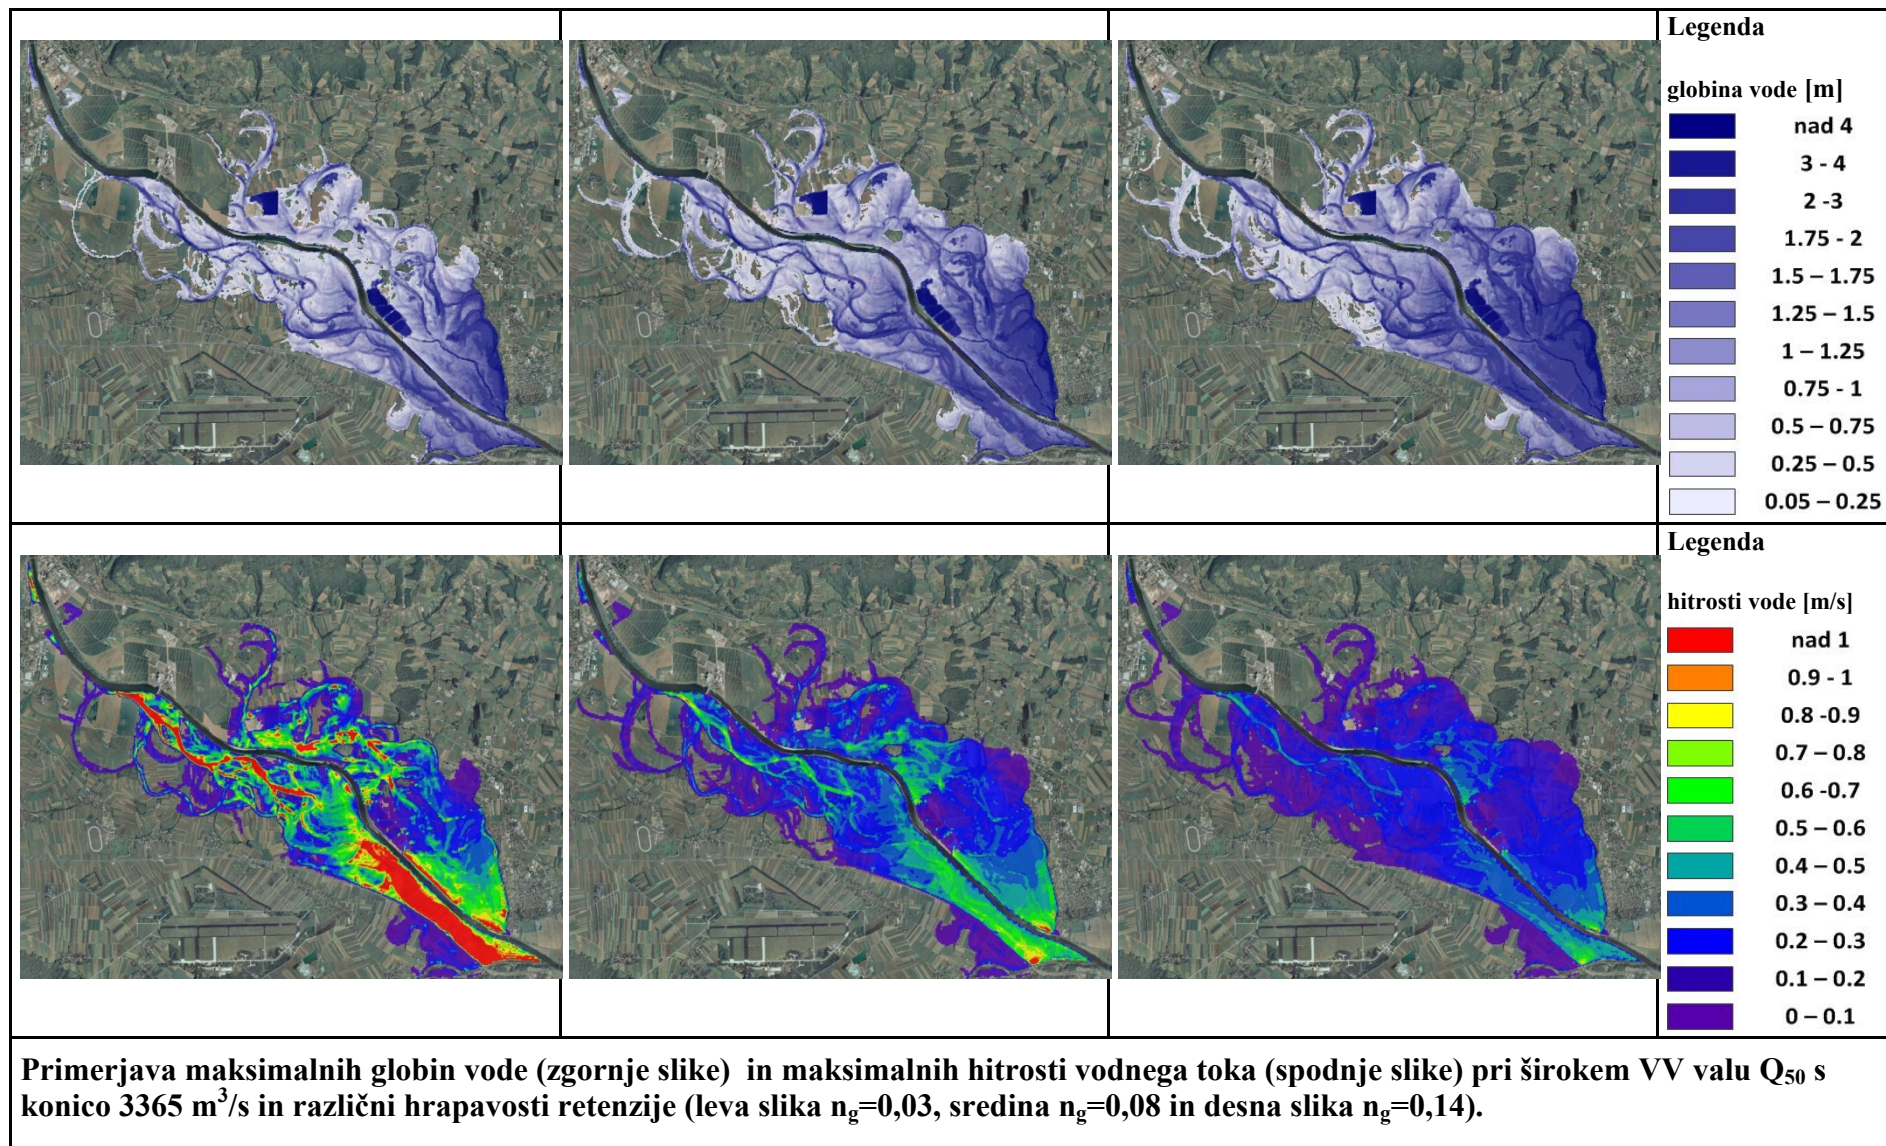 Legenda
globina vode [m]
nad 4
3 - 4
2 -3
1.75 - 2
1.5 – 1.75
1.25 – 1.5
1 – 1.25
0.75 - 1
0.5 – 0.75
0.25 – 0.5
0.05 – 0.25
Legenda
hitrosti vode [m/s]
nad 1
0.9 - 1
0.8 -0.9
0.7 – 0.8
0.6 -0.7
0.5 – 0.6
0.4 – 0.5
0.3 – 0.4
0.2 – 0.3
0.1 – 0.2
0 – 0.1
Primerjava maksimalnih globin vode (zgornje slike) in maksimalnih hitrosti vodnega toka (spodnje slike) pri širokem VV valu Q50 s
konico 3365 m³/s in različni hrapavosti retenzije (leva slika ng=0,03, sredina ng=0,08 in desna slika ng=0,14).